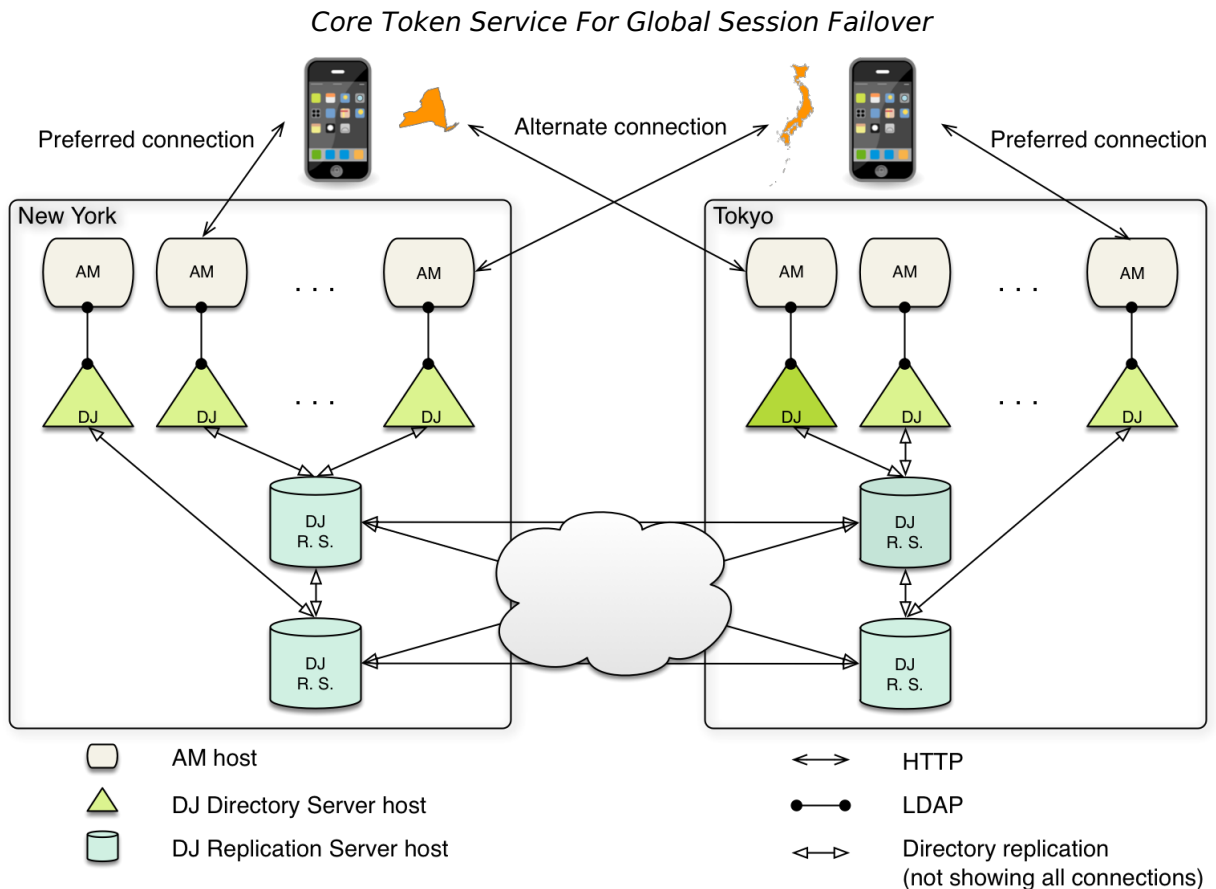 Core Token Service For Global Session Failover
Preferred connection
Alternate connection
Preferred connection
New York
Tokyo
AM
AM
. . .
AM
AM
AM
. . .
AM
DJ
DJ
. . .
DJ
DJ
DJ
. . .
DJ
DJ
R. S.
DJ
R. S.
DJ
R. S.
DJ
R. S.
AM host
DJ Directory Server host
DJ Replication Server host
HTTP
LDAP
Directory replication
(not showing all connections)